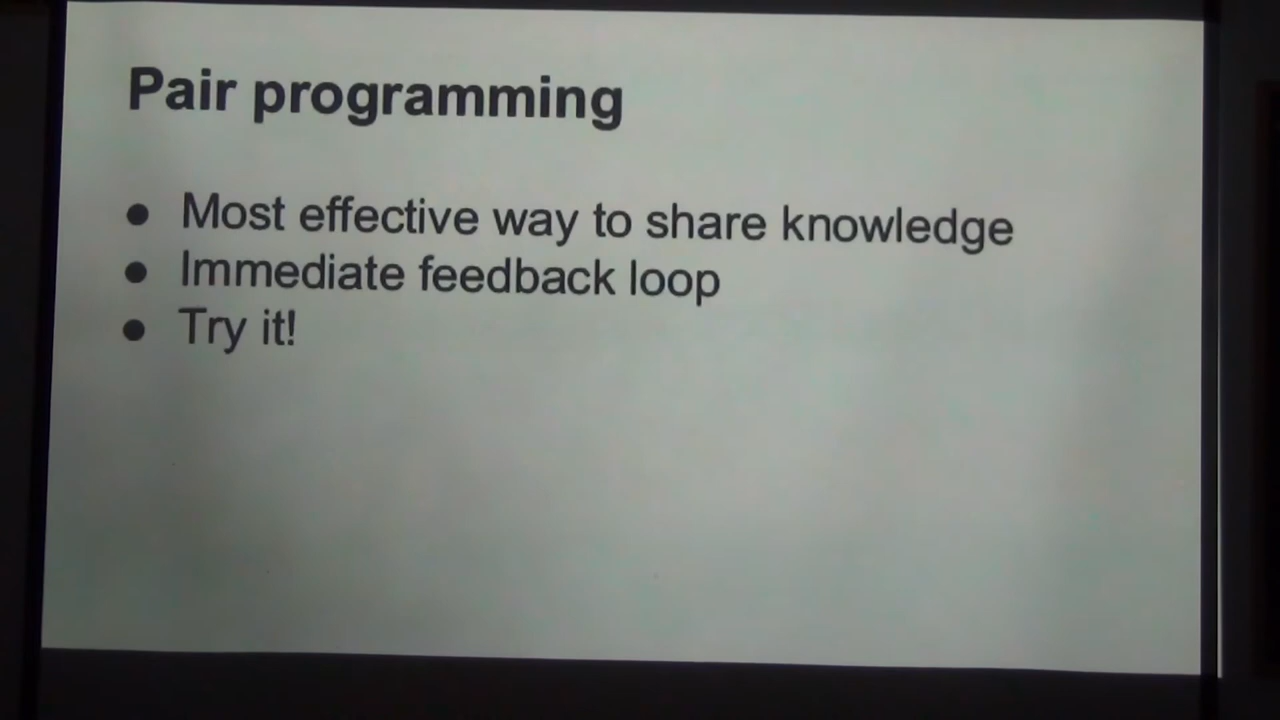 Pair programming
● Most effective way to share knowledge
● Immediate feedback loop
● Try it!